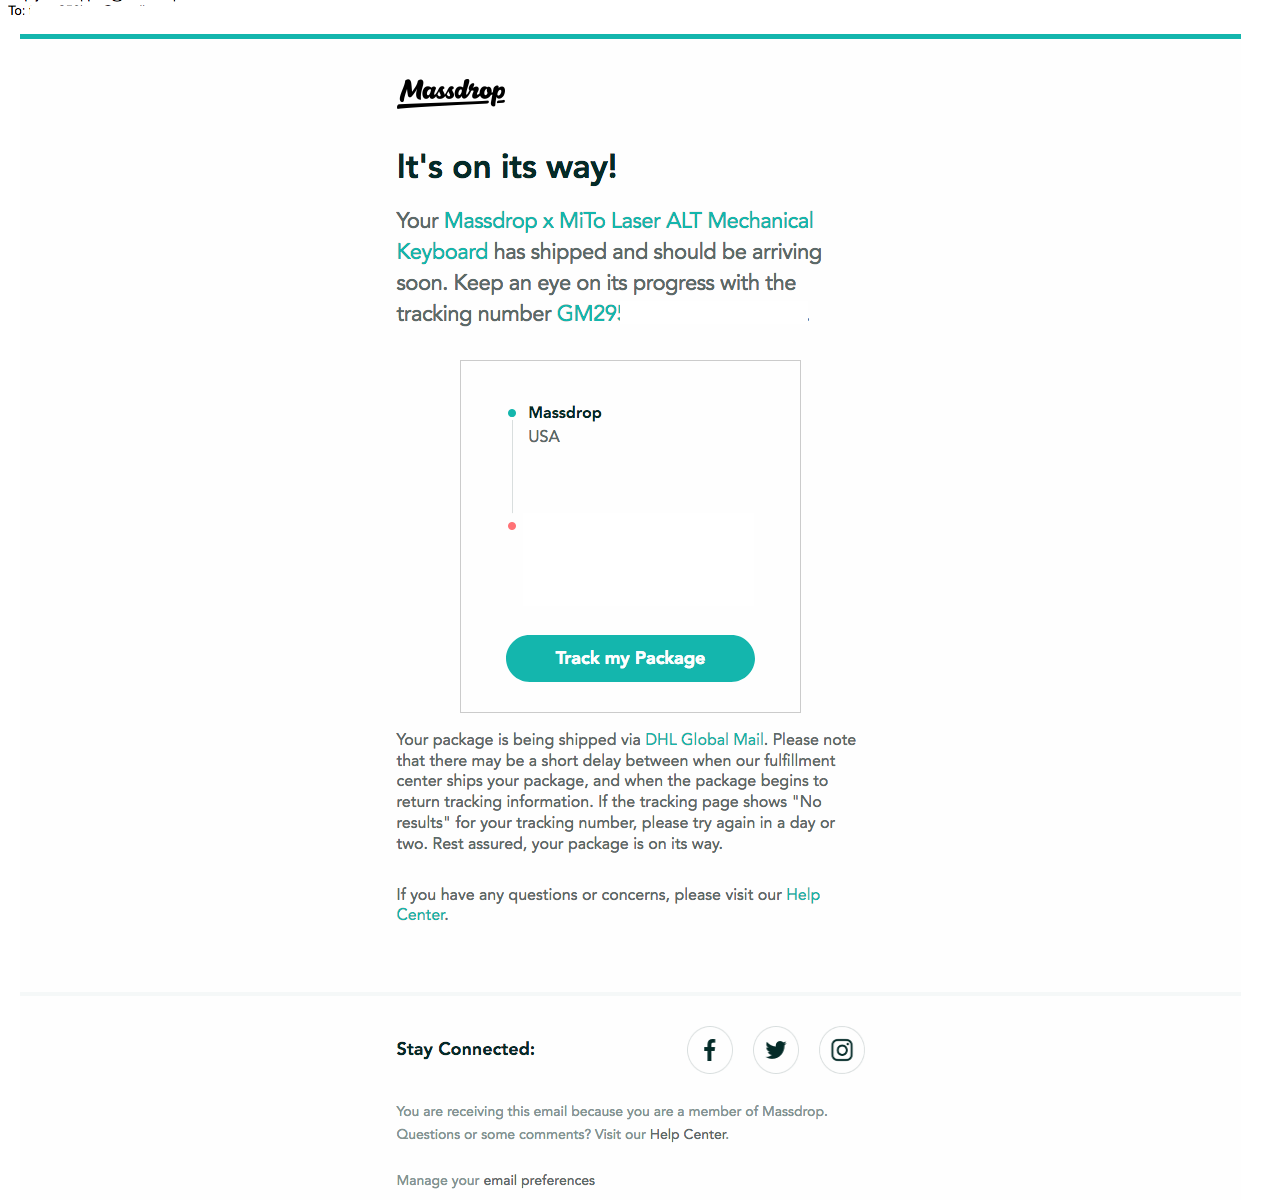 To:
Massdrop
It's on its way!
Your Massdrop x MiTo Laser ALT Mechanical
Keyboard has shipped and should be arriving
soon. Keep an eye on its progress with the
tracking number GM29
Massdrop
USA
Track my Package
Your package is being shipped via DHL Global Mail. Please note
that there may be a short delay between when our fulfillment
center ships your package, and when the package begins to
return tracking information. If the tracking page shows "No
results" for your tracking number, please try again in a day or
two. Rest assured, your package is on its way.
If you have any questions or concerns, please visit our Help
Center.
Stay Connected:
You are receiving this email because you are a member of Massdrop.
Questions or some comments? Visit our Help Center.
Manage your email preferences